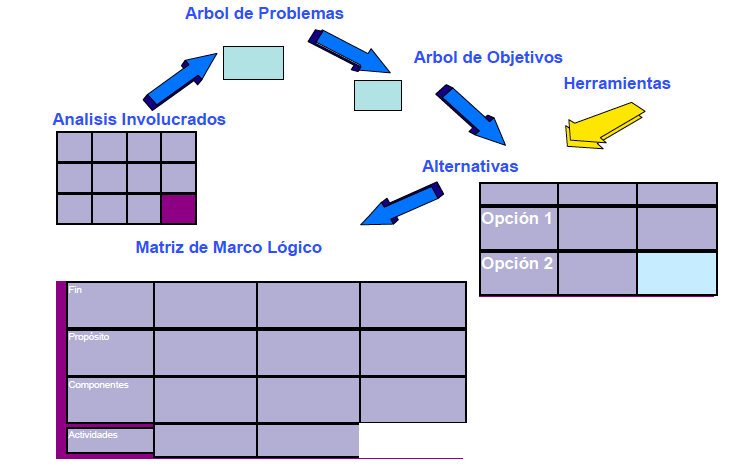 Arbol de Problemas
Arbol de Objetivos
Herramientas
Analisis Involucrados
Alternativas
Opción 1
Opción 2
Matriz de Marco Lógico
Fin
Propósito
Componentes
Actividades